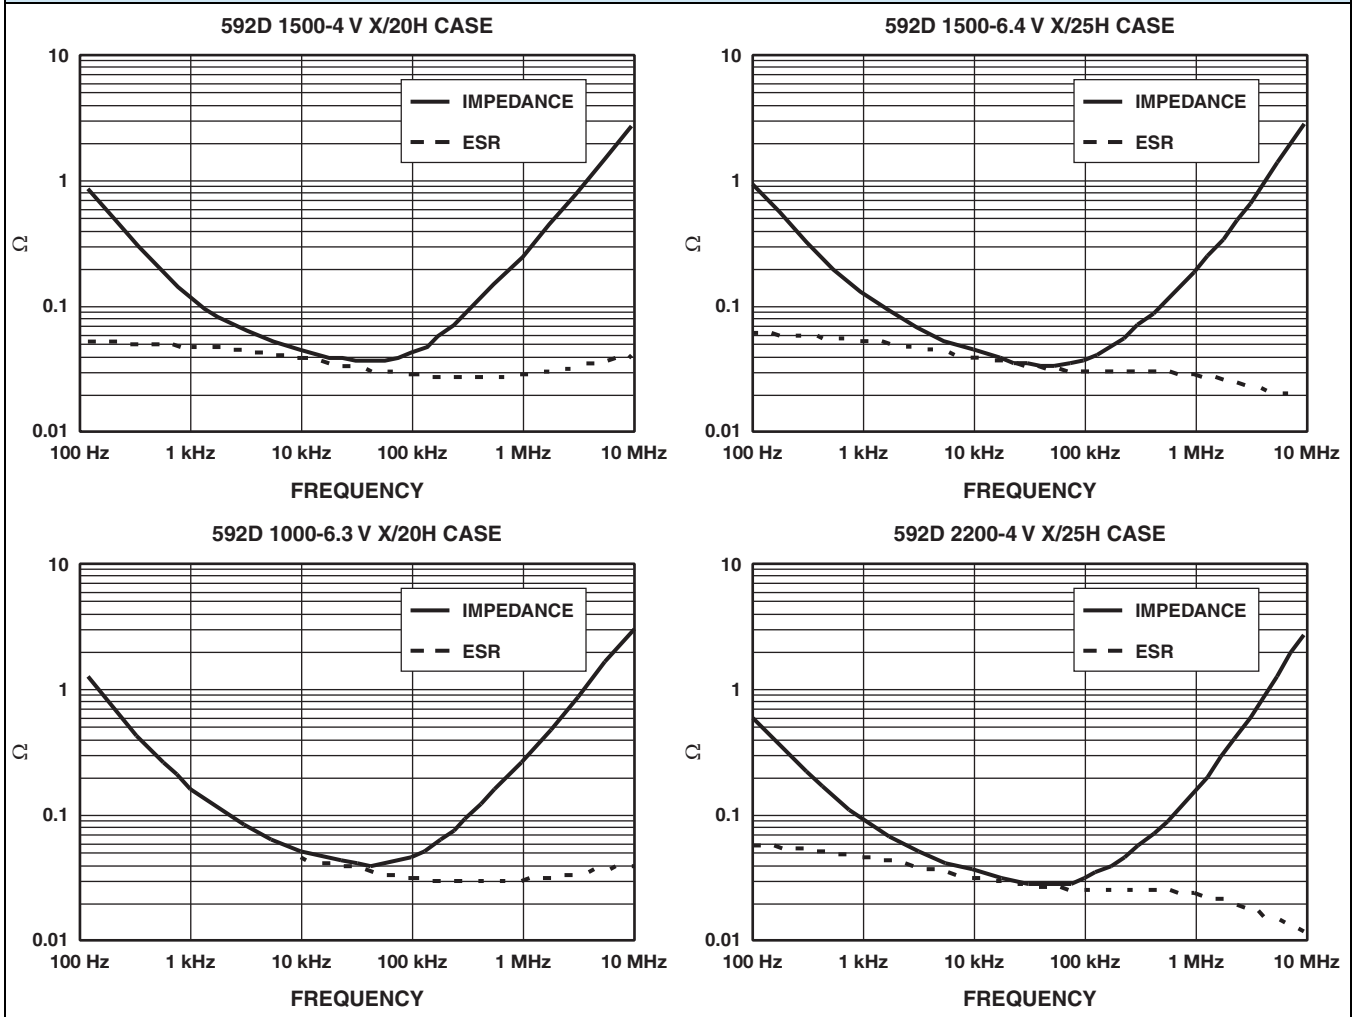 592D 1500-4 V X/20H CASE
10
1
0.1
0.01
Ω
IMPEDANCE
ESR
100 Hz 1 kHz 10 kHz 100 kHz 1 MHz 10 MHz
FREQUENCY
592D 1500-6.4 V X/25H CASE
10
1
0.1
0.01
Ω
IMPEDANCE
ESR
100 Hz 1 kHz 10 kHz 100 kHz 1 MHz 10 MHz
FREQUENCY
592D 1000-6.3 V X/20H CASE
10
1
0.1
0.01
Ω
IMPEDANCE
ESR
100 Hz 1 kHz 10 kHz 100 kHz 1 MHz 10 MHz
FREQUENCY
592D 2200-4 V X/25H CASE
10
1
0.1
0.01
Ω
IMPEDANCE
ESR
100 Hz 1 kHz 10 kHz 100 kHz 1 MHz 10 MHz
FREQUENCY